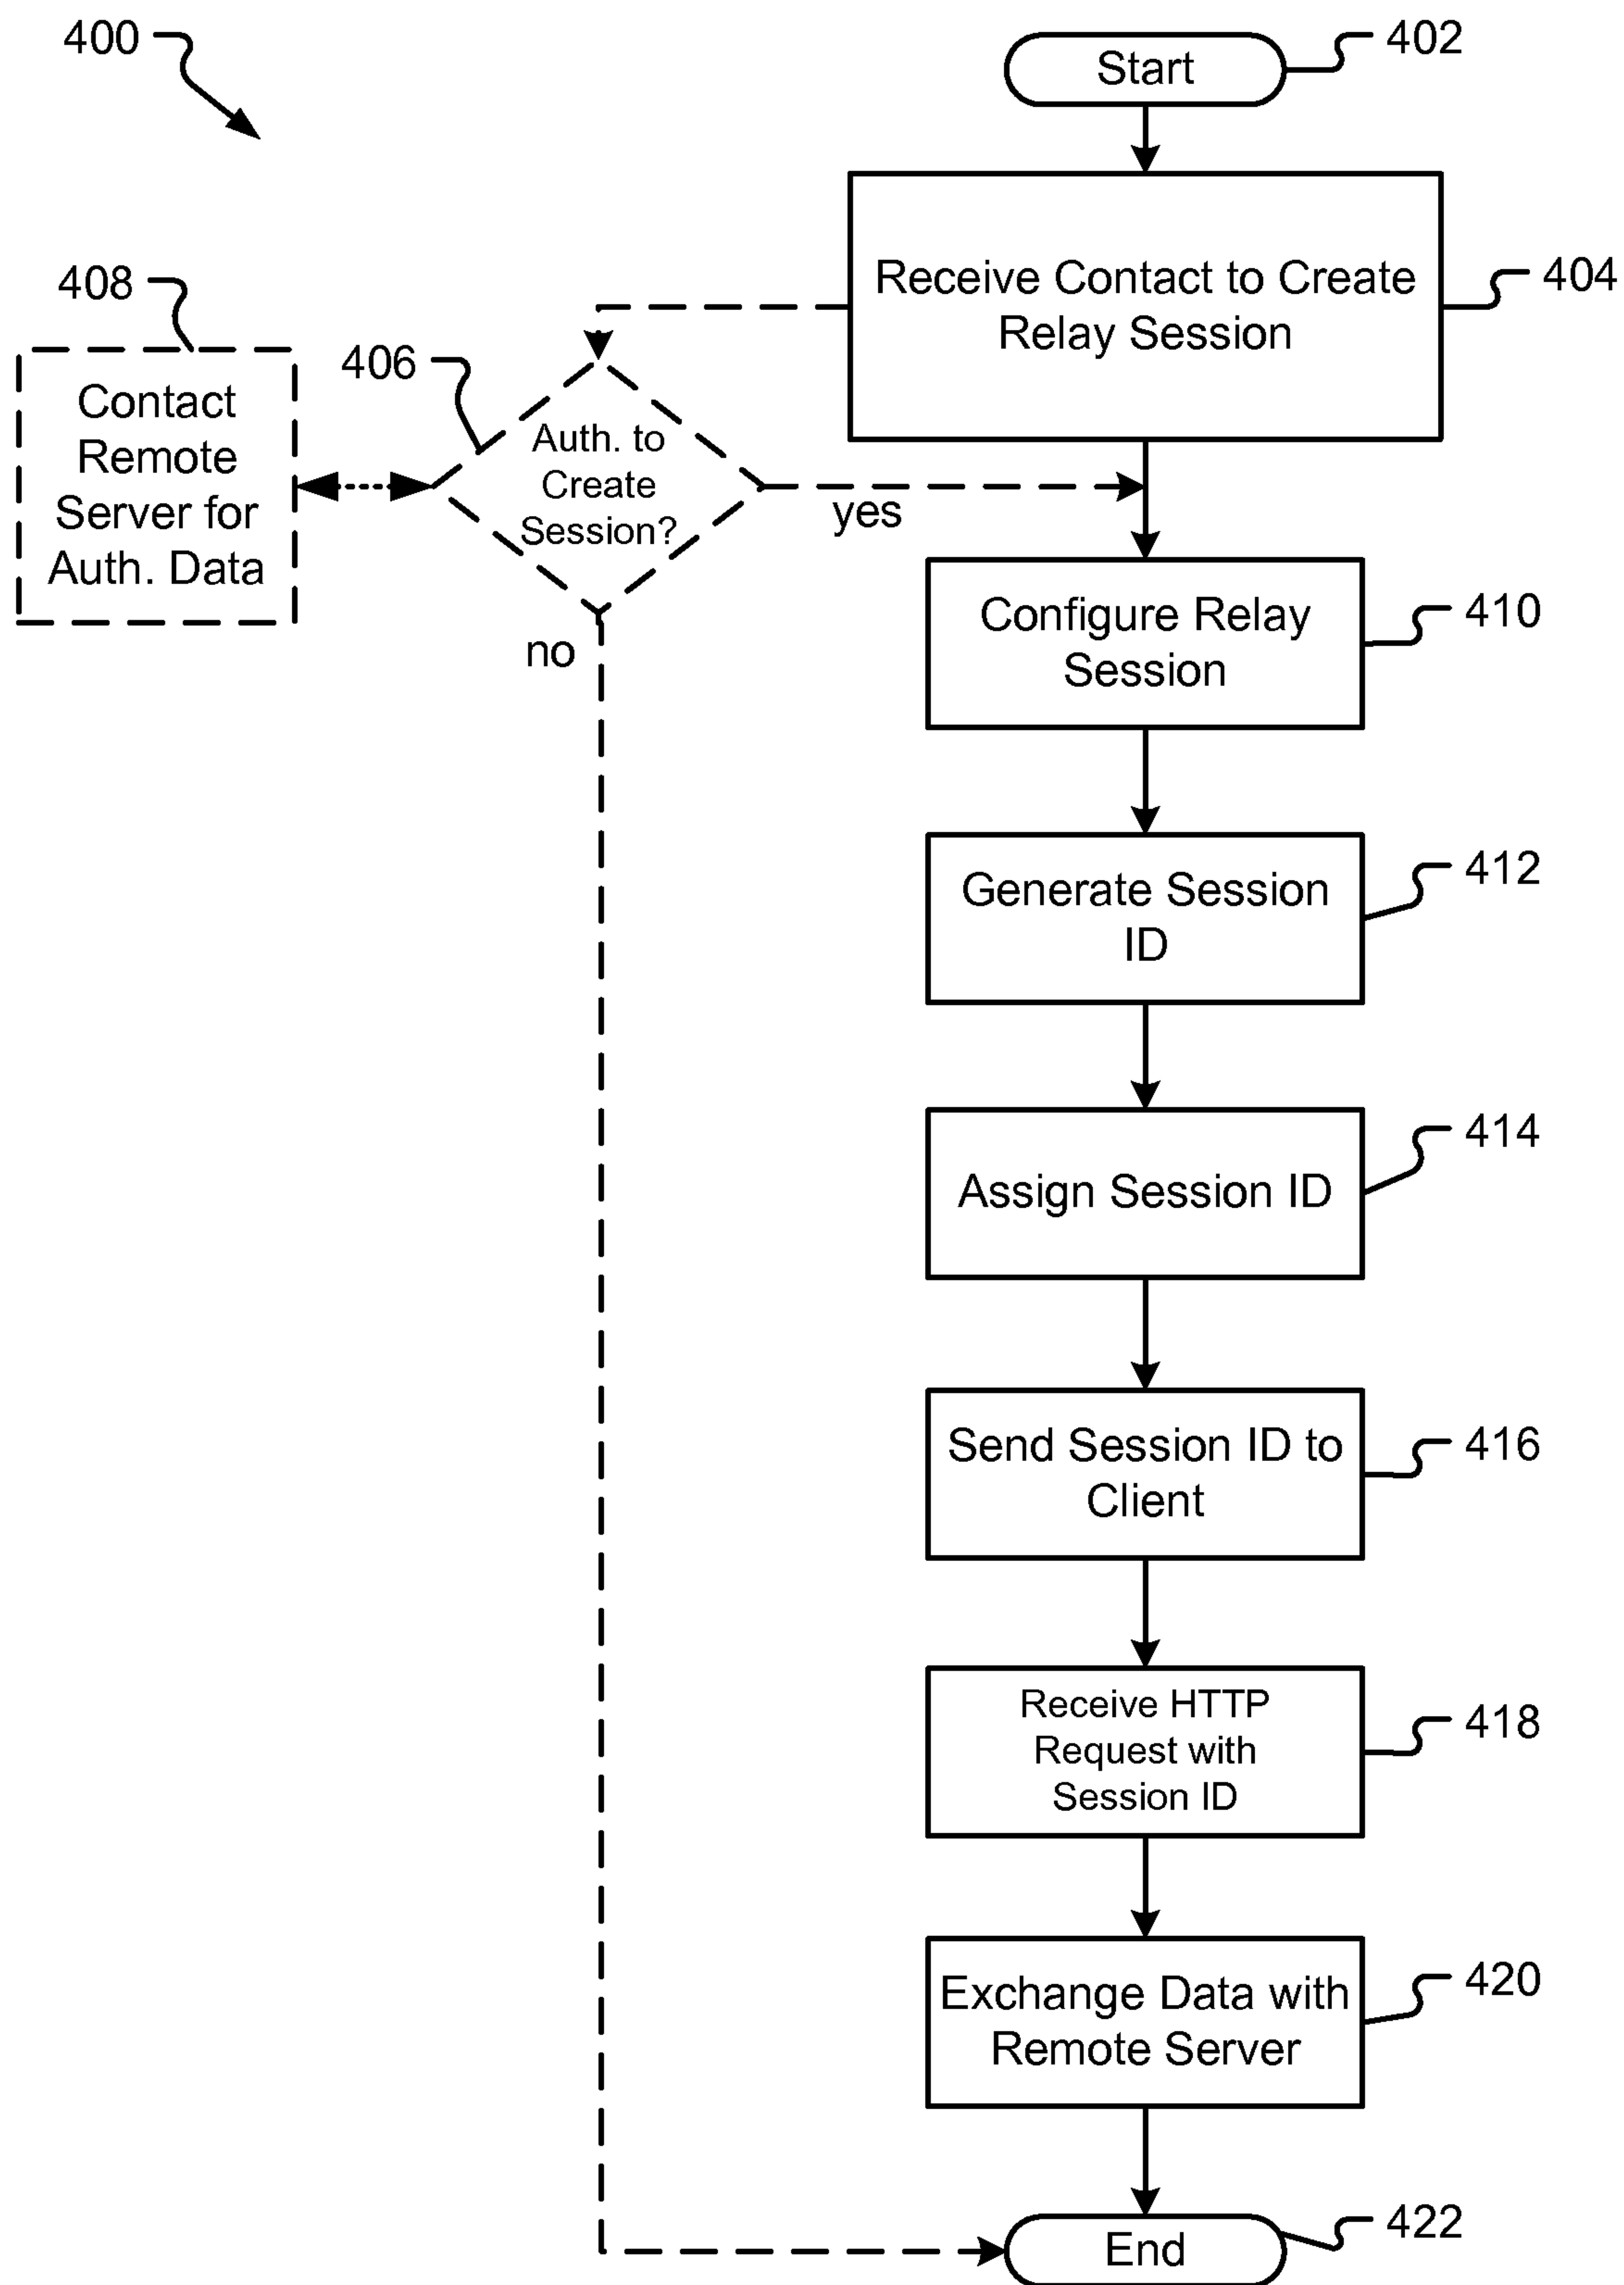 400
402
Start
404
Receive Contact to Create
Relay Session
408
Contact
Remote
Server for
Auth. Data
406
Auth. to
Create
Session?
yes
no
410
Configure Relay
Session
412
Generate Session
ID
414
Assign Session ID
416
Send Session ID to
Client
418
Receive HTTP
Request with
Session ID
420
Exchange Data with
Remote Server
422
End